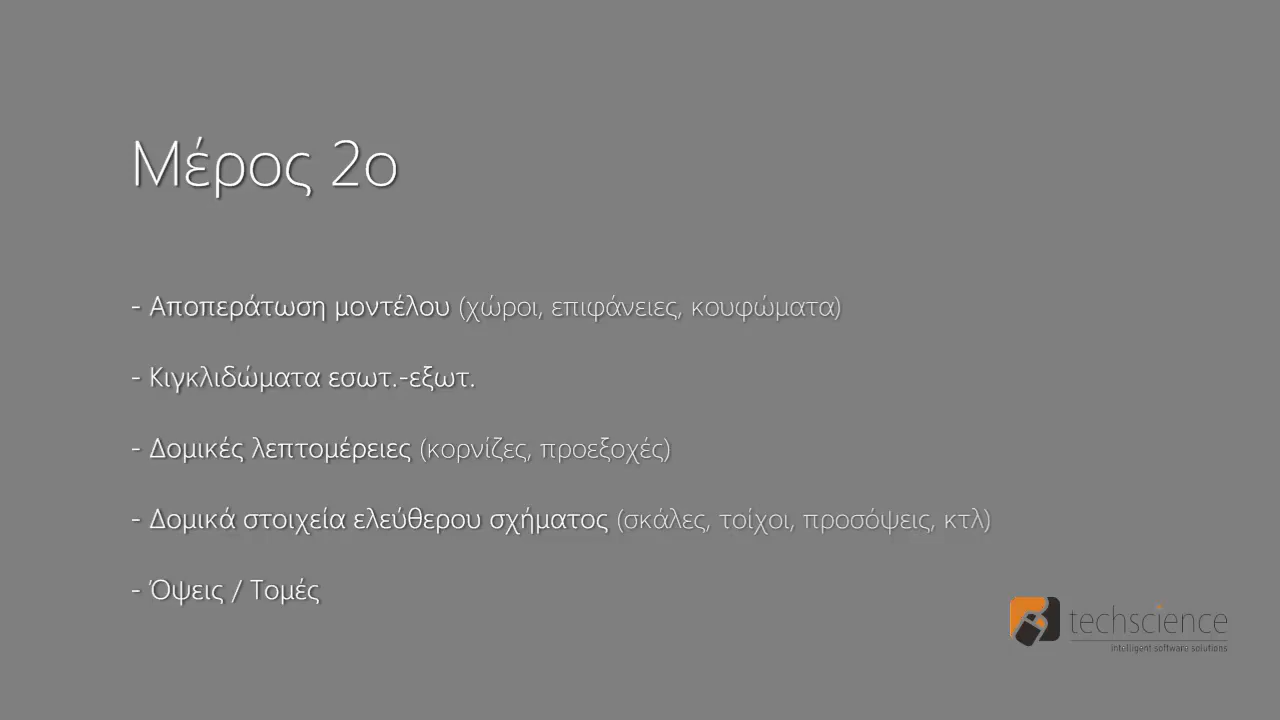 Μέρος 2ο
- Αποπεράτωση μοντέλου (χώροι, επιφάνειες, κουφώματα)
- Κιγκλιδώματα εσωτ.-εξωτ.
- Δομικές λεπτομέρειες (κορνίζες, προεξοχές)
- Δομικά στοιχεία ελεύθερου σχήματος (σκάλες, τοίχοι, προσόψεις, κτλ)
- Όψεις / Τομές
techscience
intelligent software solutions